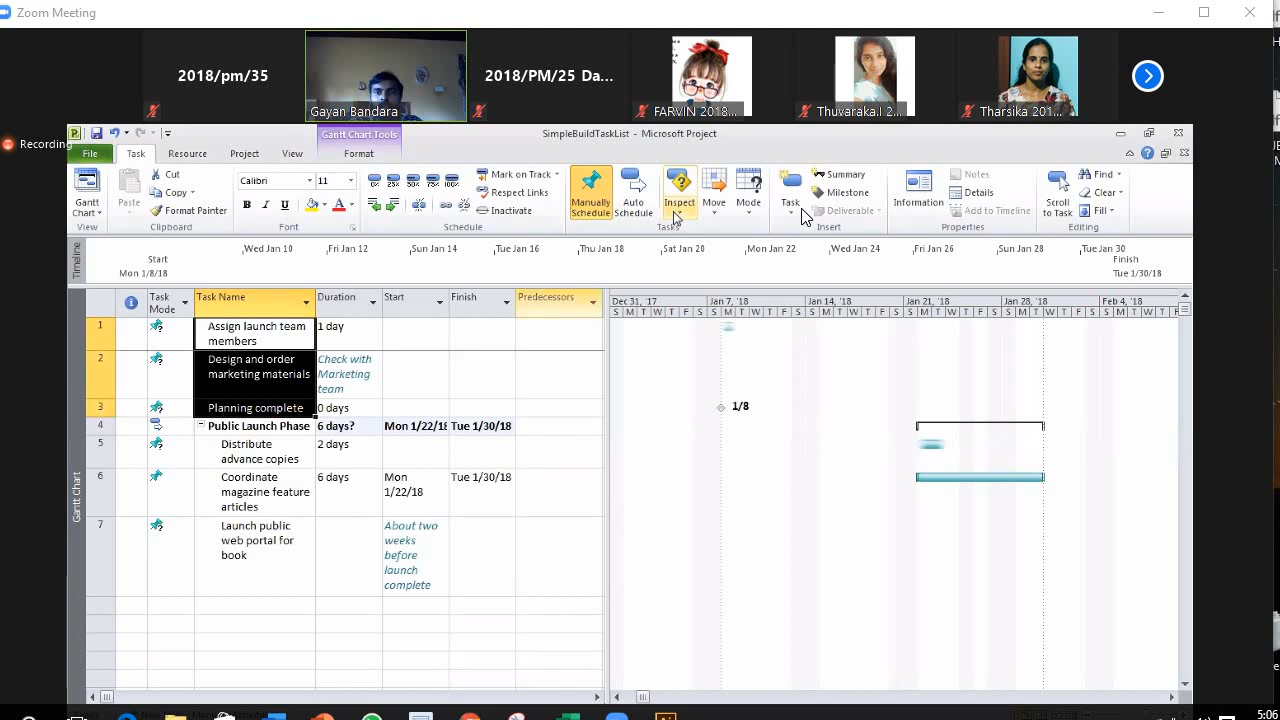 Zoom Meeting
2018/pm/35
Gayan Bandara
2018/PM/25 Da...
FARVIN 2018...
Thuvaraka.I 2...
Tharsika 201...
Recording
SimpleBuildTaskList - Microsoft Project
Gantt Chart Tools
File Task Resource Project View Format
Gantt Chart
View
Paste
Cut
Copy
Format Painter
Clipboard
Calibri 11
B I U A
Font
0% 25% 50% 75% 100%
Mark on Track
Respect Links
Inactivate
Schedule
Manually Schedule
Auto Schedule
Inspect
Move
Mode
Tasks
Task
Summary
Milestone
Deliverable
Insert
Information
Notes
Details
Add to Timeline
Properties
Scroll to Task
Find
Clear
Fill
Editing
Timeline
Wed Jan 10 Fri Jan 12 Sun Jan 14 Tue Jan 16 Thu Jan 18 Sat Jan 20 Mon Jan 22 Wed Jan 24 Fri Jan 26 Sun Jan 28 Tue Jan 30
Start
Mon 1/8/18
Finish
Tue 1/30/18
Gantt Chart
Task Mode Task Name Duration Start Finish Predecessors
1 Assign launch team members 1 day
2 Design and order marketing materials Check with Marketing team
3 Planning complete 0 days
4 Public Launch Phase 6 days? Mon 1/22/18 Tue 1/30/18
5 Distribute advance copies 2 days
6 Coordinate magazine feature articles 6 days Mon 1/22/18 Tue 1/30/18
7 Launch public web portal for book About two weeks before launch complete
Dec 31, '17 Jan 7, '18 Jan 14, '18 Jan 21, '18 Jan 28, '18 Feb 4, '18
S M T W T F S S M T W T F S S M T W T F S S M T W T F S S M T W T F S S M T W T F
1/8
5:06